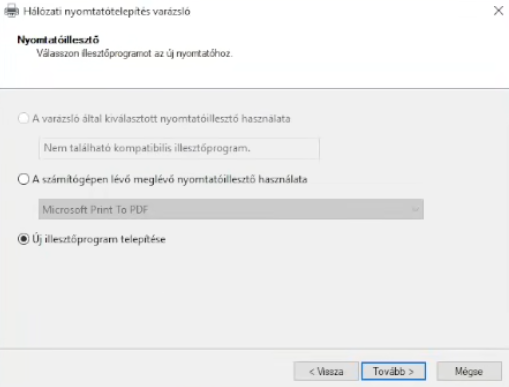 Hálózati nyomtatótelepítés varázsló
Nyomtatóillesztő
Válasszon illesztőprogramot az új nyomtatóhoz.
A varázsló által kiválasztott nyomtatóillesztő használata
Nem található kompatibilis illesztőprogram.
A számítógépen lévő meglévő nyomtatóillesztő használata
Microsoft Print To PDF
Új illesztőprogram telepítése
< Vissza
Tovább >
Mégse